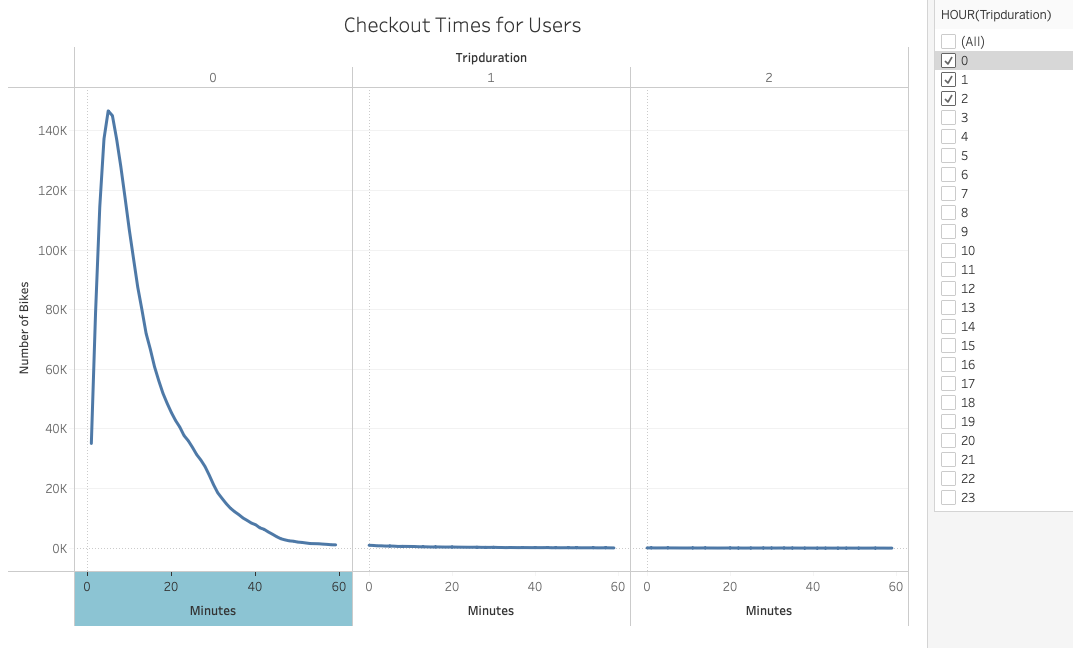 Checkout Times for Users
Tripduration
0 1 2
140K
120K
100K
80K
60K
40K
20K
0K
Number of Bikes
0 20 40 60 0 20 40 60 0 20 40 60
Minutes Minutes Minutes
HOUR(Tripduration)
(All)
0
1
2
3
4
5
6
7
8
9
10
11
12
13
14
15
16
17
18
19
20
21
22
23